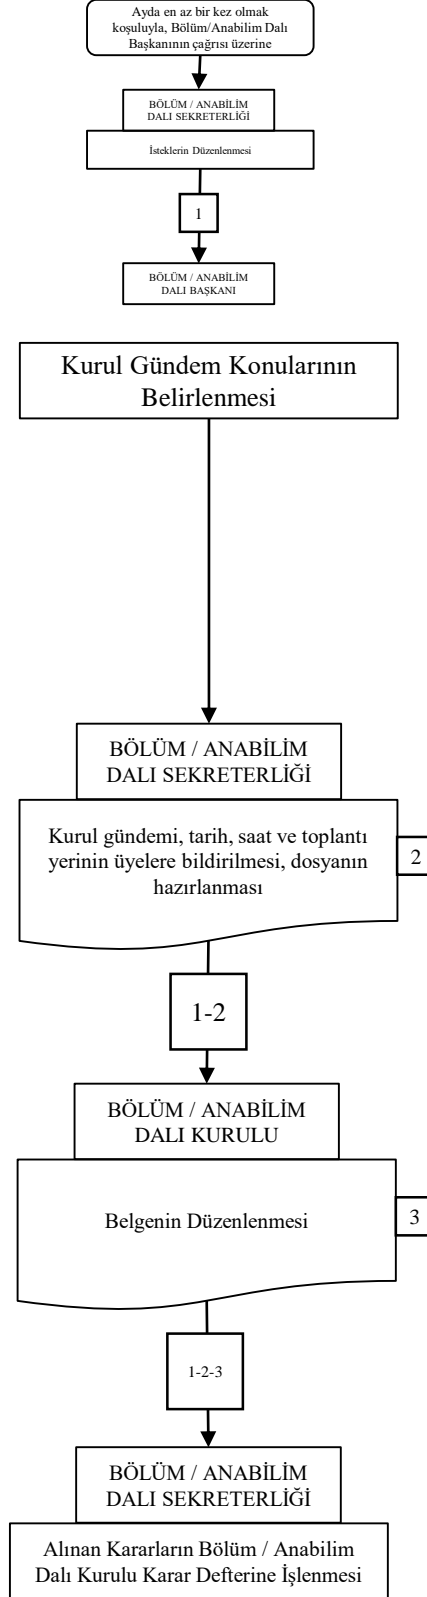 Ayda en az bir kez olmak
koşuluyla, Bölüm/Anabilim Dalı
Başkanının çağrısı üzerine
BÖLÜM / ANABİLİM
DALI SEKRETERLİĞİ
İsteklerin Düzenlenmesi
1
BÖLÜM / ANABİLİM
DALI BAŞKANI
Kurul Gündem Konularının
Belirlenmesi
BÖLÜM / ANABİLİM
DALI SEKRETERLİĞİ
Kurul gündemi, tarih, saat ve toplantı
yerinin üyelere bildirilmesi, dosyanın
hazırlanması
2
1-2
BÖLÜM / ANABİLİM
DALI KURULU
Belgenin Düzenlenmesi
3
1-2-3
BÖLÜM / ANABİLİM
DALI SEKRETERLİĞİ
Alınan Kararların Bölüm / Anabilim
Dalı Kurulu Karar Defterine İşlenmesi